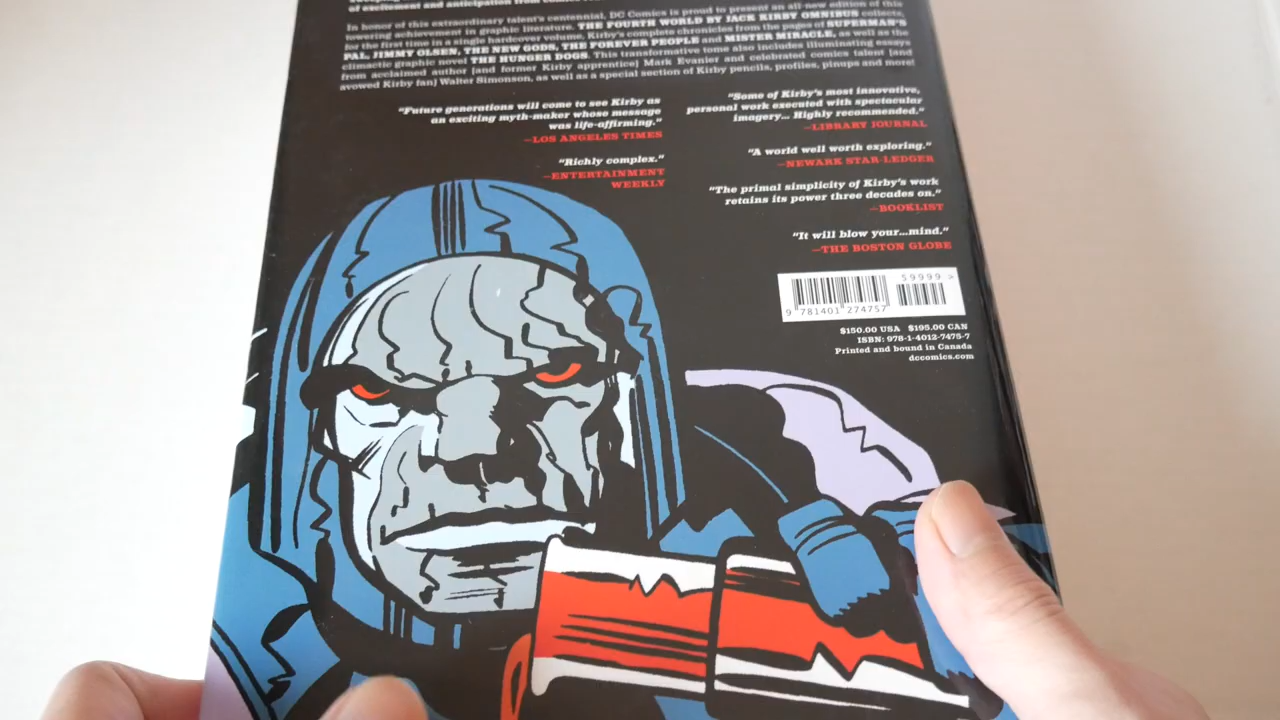 of excitement and anticipation from comics
In honor of this extraordinary talent's centennial, DC Comics is proud to present an all-new edition of this
towering achievement in graphic literature. THE FOURTH WORLD BY JACK KIRBY OMNIBUS collects,
for the first time in a single hardcover volume, Kirby's complete chronicles from the pages of SUPERMAN'S
PAL, JIMMY OLSEN, THE NEW GODS, THE FOREVER PEOPLE and MISTER MIRACLE, as well as the
climactic graphic novel THE HUNGER DOGS. This transformative tome also includes illuminating essays
from acclaimed author [and former Kirby apprentice] Mark Evanier and celebrated comics talent [and
avowed Kirby fan] Walter Simonson, as well as a special section of Kirby pencils, profiles, pinups and more!
"Future generations will come to see Kirby as
an exciting myth-maker whose message
was life-affirming."
—LOS ANGELES TIMES
"Richly complex."
—ENTERTAINMENT
WEEKLY
"Some of Kirby's most innovative,
personal work executed with spectacular
imagery... Highly recommended."
—LIBRARY JOURNAL
"A world well worth exploring."
—NEWARK STAR-LEDGER
"The primal simplicity of Kirby's work
retains its power three decades on."
—BOOKLIST
"It will blow your...mind."
—THE BOSTON GLOBE
59999 >
9 781401 274757
$150.00 USA $195.00 CAN
ISBN: 978-1-4012-7475-7
Printed and bound in Canada
dccomics.com